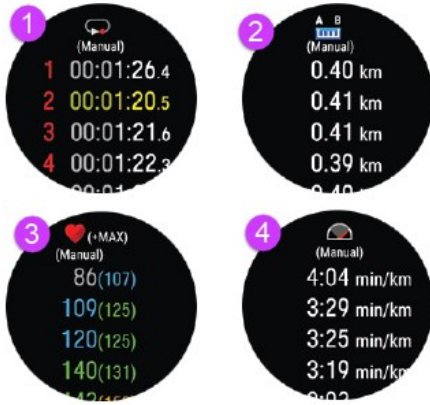 1
(Manual)
1 00:01:26.4
2 00:01:20.5
3 00:01:21.6
4 00:01:22.3
2
A B
(Manual)
0.40 km
0.41 km
0.41 km
0.39 km
3
(+MAX)
(Manual)
86(107)
109(125)
120(125)
140(131)
4
(Manual)
4:04 min/km
3:29 min/km
3:25 min/km
3:19 min/km